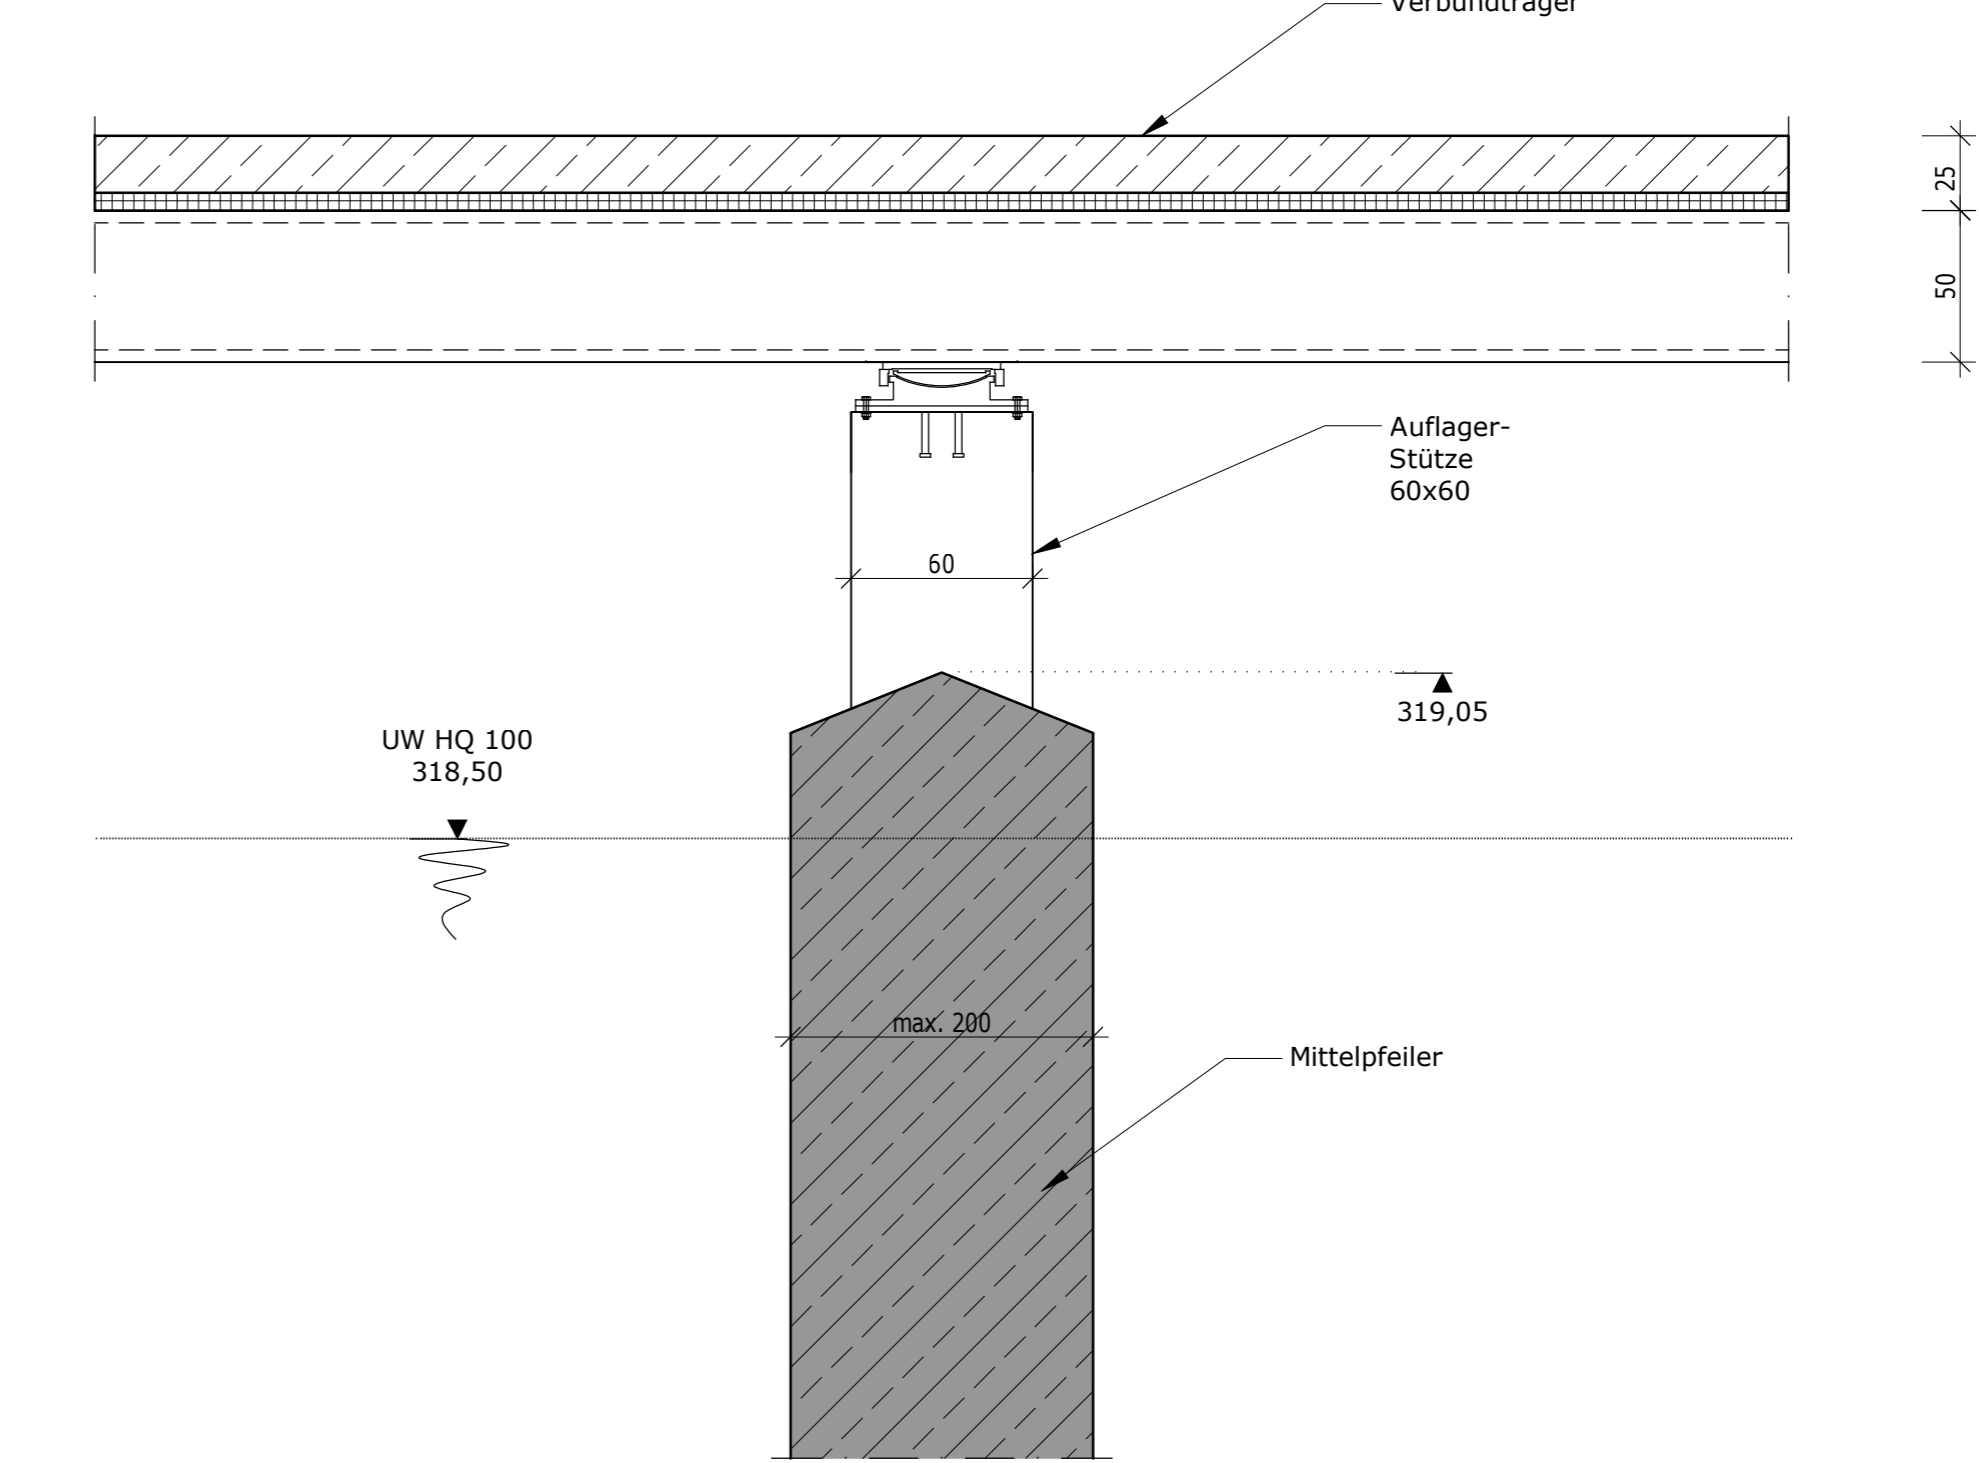 Verbundträger
25
50
Auflager-
Stütze
60x60
60
319,05
UW HQ 100
318,50
max. 200
Mittelpfeiler